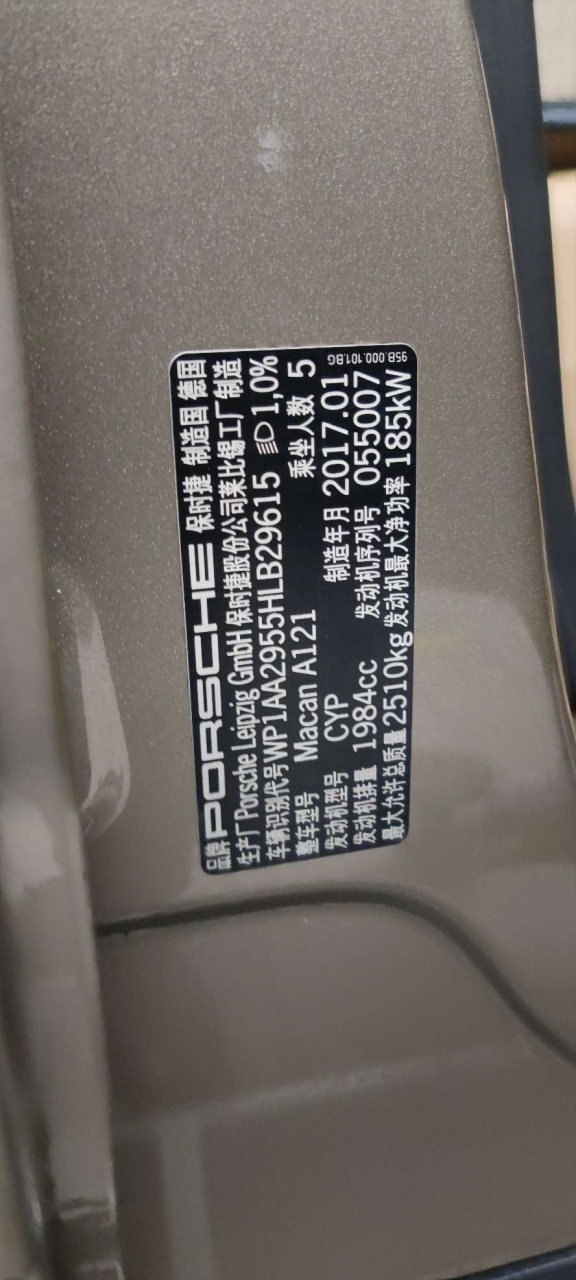 品牌 PORSCHE 保时捷 制造国 德国
生产厂 Porsche Leipzig GmbH 保时捷股份公司莱比锡工厂制造
车辆识别代号 WP1AA2955HLB29615 1,0%
整车型号 Macan A121 乘坐人数 5
发动机型号 CYP 制造年月 2017.01
发动机排量 1984cc 发动机序列号 055007
最大允许总质量 2510kg 发动机最大净功率 185kW
95B.000.101.BG